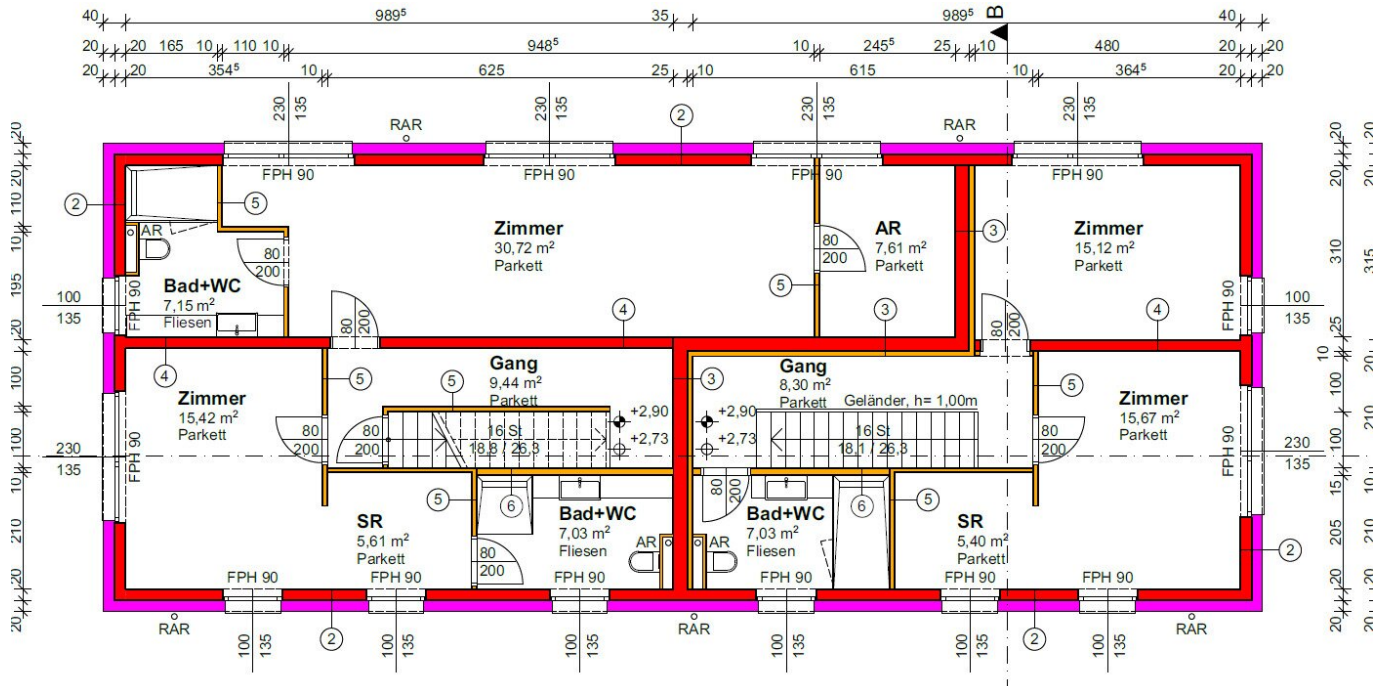 40 989⁵ 35 989⁵ B 40
20 20 165 10 110 10 948⁵ 10 245⁵ 25 10 480 20 20
20 20 354⁵ 10 625 25 10 615 10 364⁵ 20 20
230 135
230 135
230 135
230 135
RAR
2
RAR
FPH 90
FPH 90
FPH 90
FPH 90
20
20
110
10
195
20
100
1100
10
210
20
20
2
5
AR
80
200
Bad+WC
7,15 m²
Fliesen
FPH 90
100
135
Zimmer
30,72 m²
Parkett
80
200
4
AR
7,61 m²
Parkett
80
200
5
3
3
Zimmer
15,12 m²
Parkett
80
200
4
FPH 90
100
135
20
20
310
25
10
100
100
15
205
20
20
20
20
315
20
210
10
210
20
20
4
Zimmer
15,42 m²
Parkett
5
FPH 90
230
135
80
200
80
200
Gang
9,44 m²
Parkett
5
16 St
18,8 / 26,3
+2,90
+2,73
3
Gang
8,30 m²
Parkett
Geländer, h= 1,00m
+2,90
+2,73
16 St
18,1 / 26,3
5
80
200
Zimmer
15,67 m²
Parkett
FPH 90
230
135
SR
5,61 m²
Parkett
5
6
80
200
Bad+WC
7,03 m²
Fliesen
AR
80
200
Bad+WC
7,03 m²
Fliesen
AR
6
5
SR
5,40 m²
Parkett
2
FPH 90
FPH 90
FPH 90
FPH 90
FPH 90
FPH 90
RAR
2
RAR
2
RAR
100 135
100 135
100 135
100 135
100 135
100 135